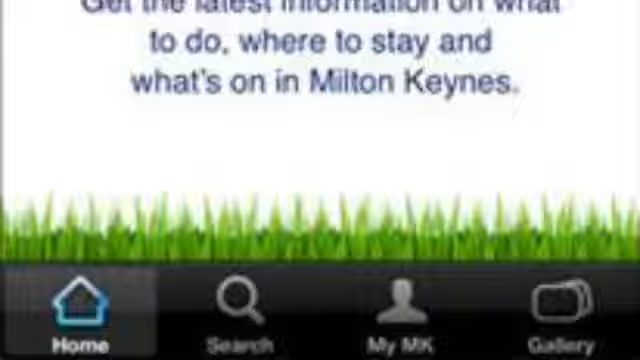 Get the latest information on what
to do, where to stay and
what's on in Milton Keynes.
Home
Search
My MK
Gallery